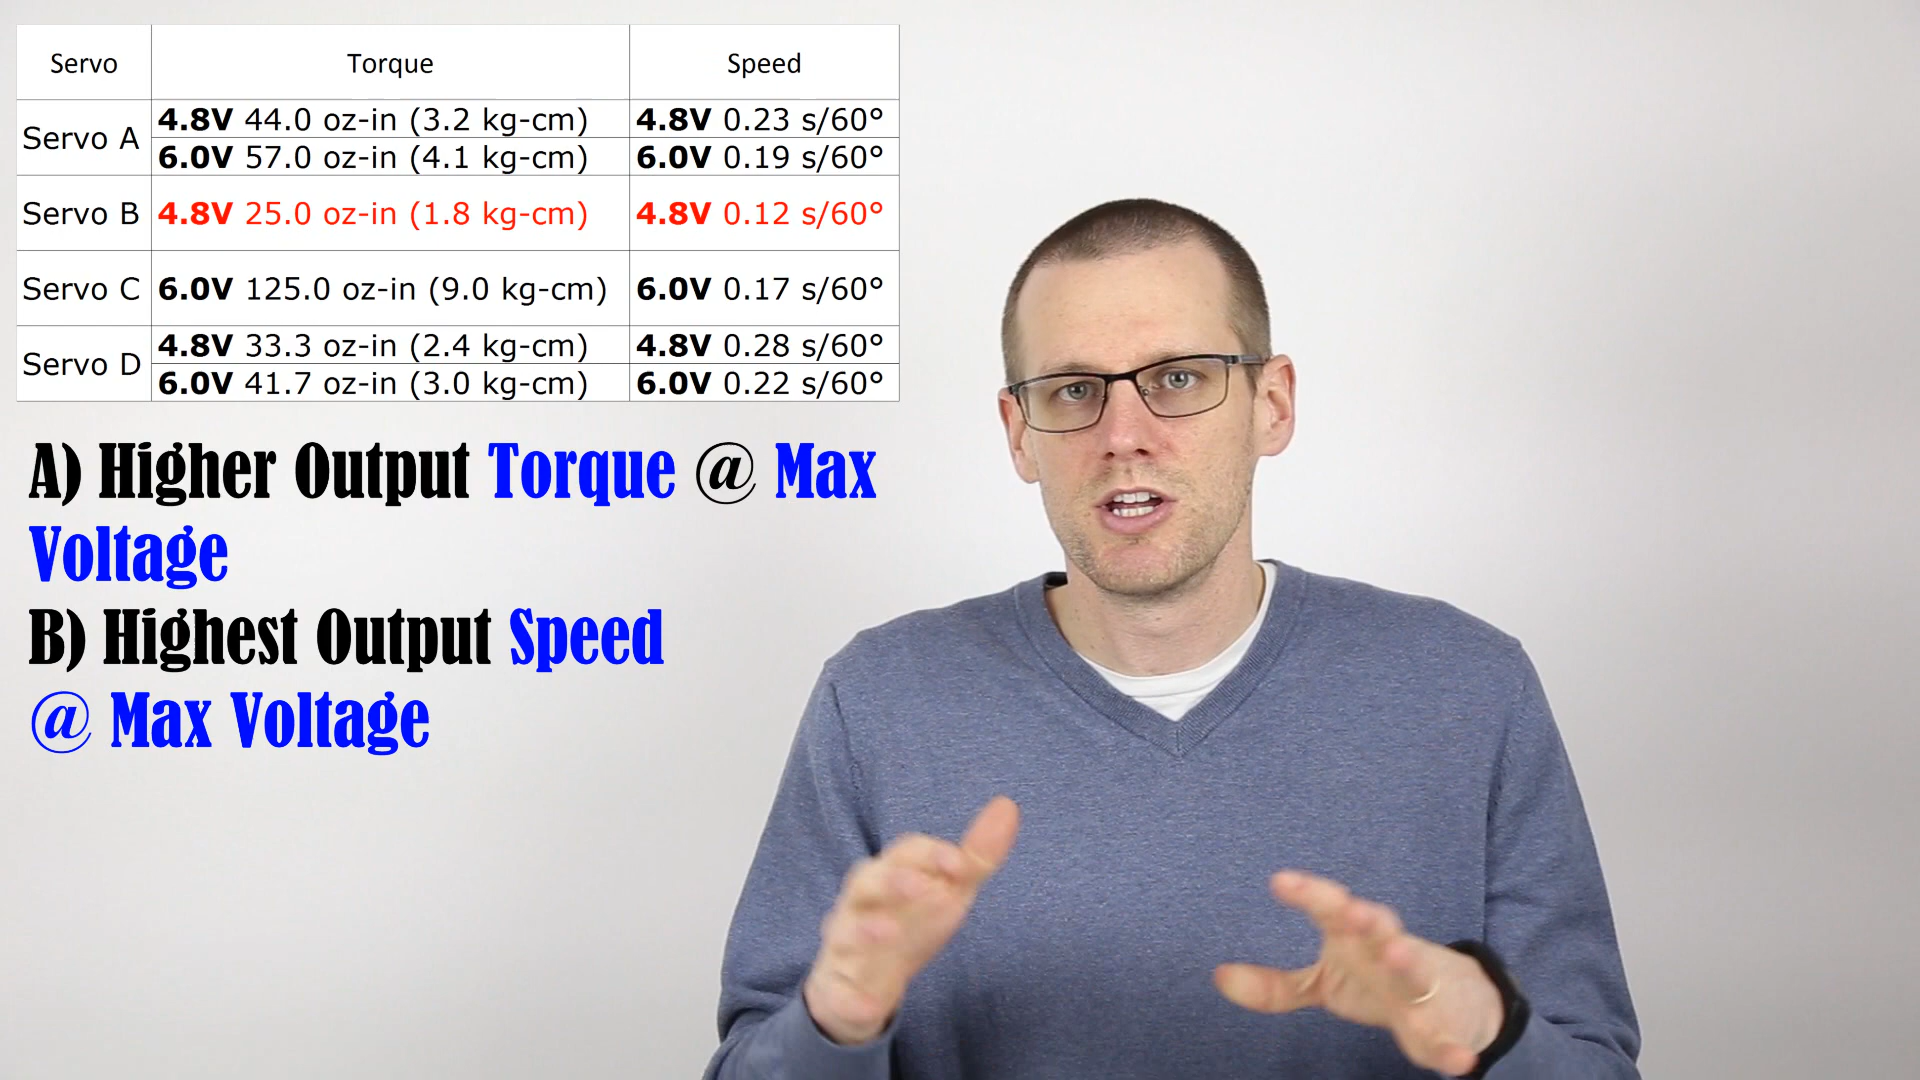 Servo Torque Speed
Servo A 4.8V 44.0 oz-in (3.2 kg-cm) 4.8V 0.23 s/60°
6.0V 57.0 oz-in (4.1 kg-cm) 6.0V 0.19 s/60°
Servo B 4.8V 25.0 oz-in (1.8 kg-cm) 4.8V 0.12 s/60°
Servo C 6.0V 125.0 oz-in (9.0 kg-cm) 6.0V 0.17 s/60°
Servo D 4.8V 33.3 oz-in (2.4 kg-cm) 4.8V 0.28 s/60°
6.0V 41.7 oz-in (3.0 kg-cm) 6.0V 0.22 s/60°
A) Higher Output Torque @ Max
Voltage
B) Highest Output Speed
@ Max Voltage